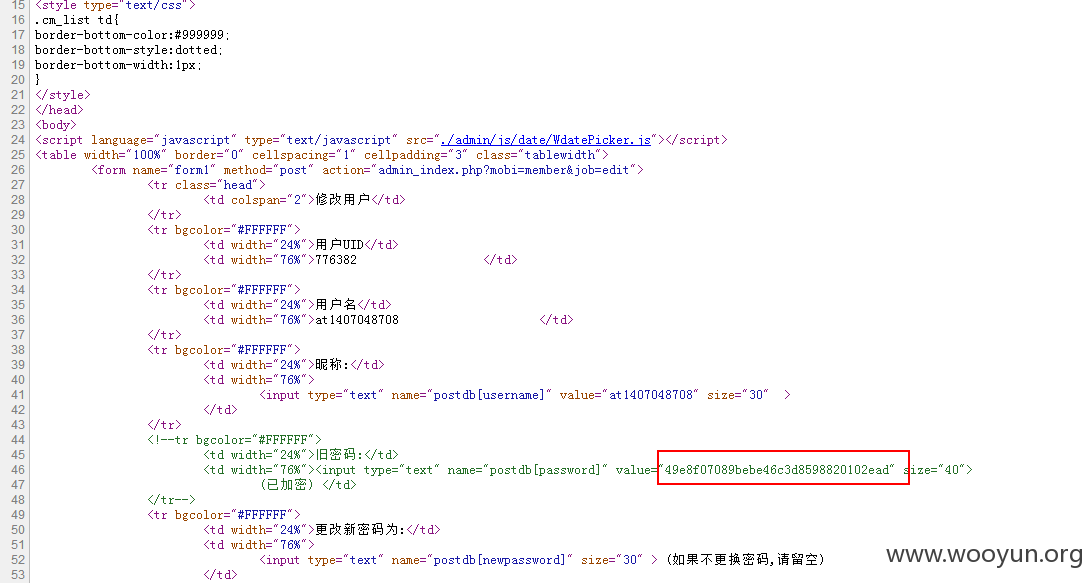 15 <style type="text/css">
16 .cm_list td{
17 border-bottom-color:#999999;
18 border-bottom-style:dotted;
19 border-bottom-width:1px;
20 }
21 </style>
22 </head>
23 <body>
24 <script language="javascript" type="text/javascript" src="./admin/js/date/WdatePicker.js"></script>
25 <table width="100%" border="0" cellspacing="1" cellpadding="3" class="tablewidth">
26 <form name="form1" method="post" action="admin_index.php?mobi=member&job=edit">
27 <tr class="head">
28 <td colspan="2">修改用户</td>
29 </tr>
30 <tr bgcolor="#FFFFFF">
31 <td width="24%">用户UID</td>
32 <td width="76%">776382 </td>
33 </tr>
34 <tr bgcolor="#FFFFFF">
35 <td width="24%">用户名</td>
36 <td width="76%">at1407048708 </td>
37 </tr>
38 <tr bgcolor="#FFFFFF">
39 <td width="24%">昵称:</td>
40 <td width="76%">
41 <input type="text" name="postdb[username]" value="at1407048708" size="30" >
42 </td>
43 </tr>
44 <!--tr bgcolor="#FFFFFF">
45 <td width="24%">旧密码:</td>
46 <td width="76%"><input type="text" name="postdb[password]" value="49e8f07089bebe46c3d8598820102ead" size="40">
47 (已加密) </td>
48 </tr-->
49 <tr bgcolor="#FFFFFF">
50 <td width="24%">更改新密码为:</td>
51 <td width="76%">
52 <input type="text" name="postdb[newpassword]" size="30" > (如果不更换密码,请留空)
53 </td>
www.wooyun.org